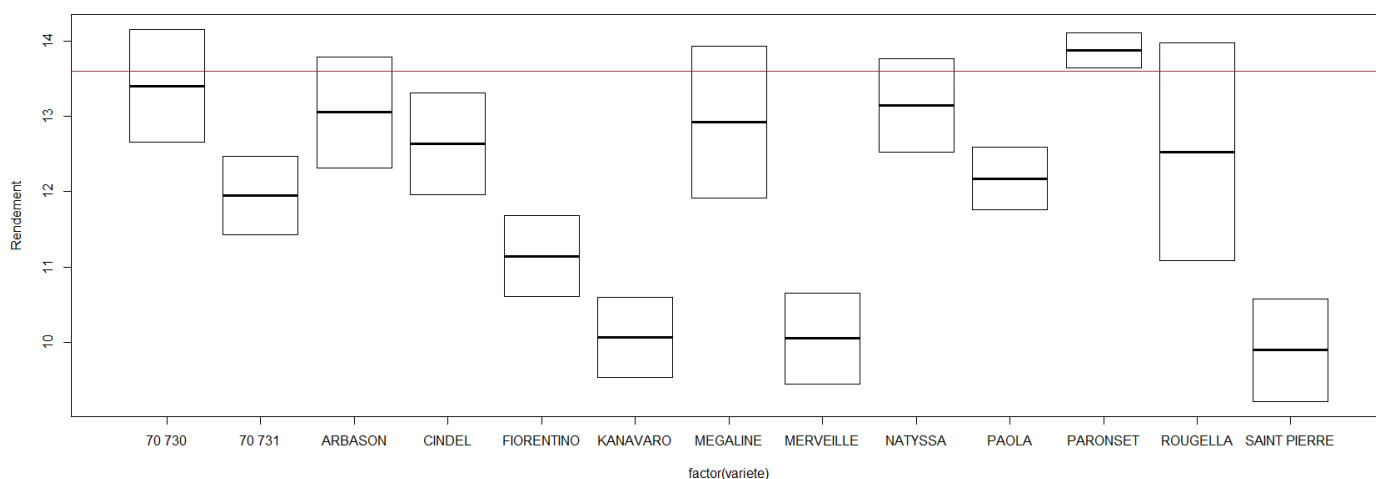 Rendement
14
13
12
11
10
70 730 70 731 ARBASON CINDEL FIORENTINO KANAVARO MEGALINE MERVEILLE NATYSSA PAOLA PARONSET ROUGELLA SAINT PIERRE
factor(variete)